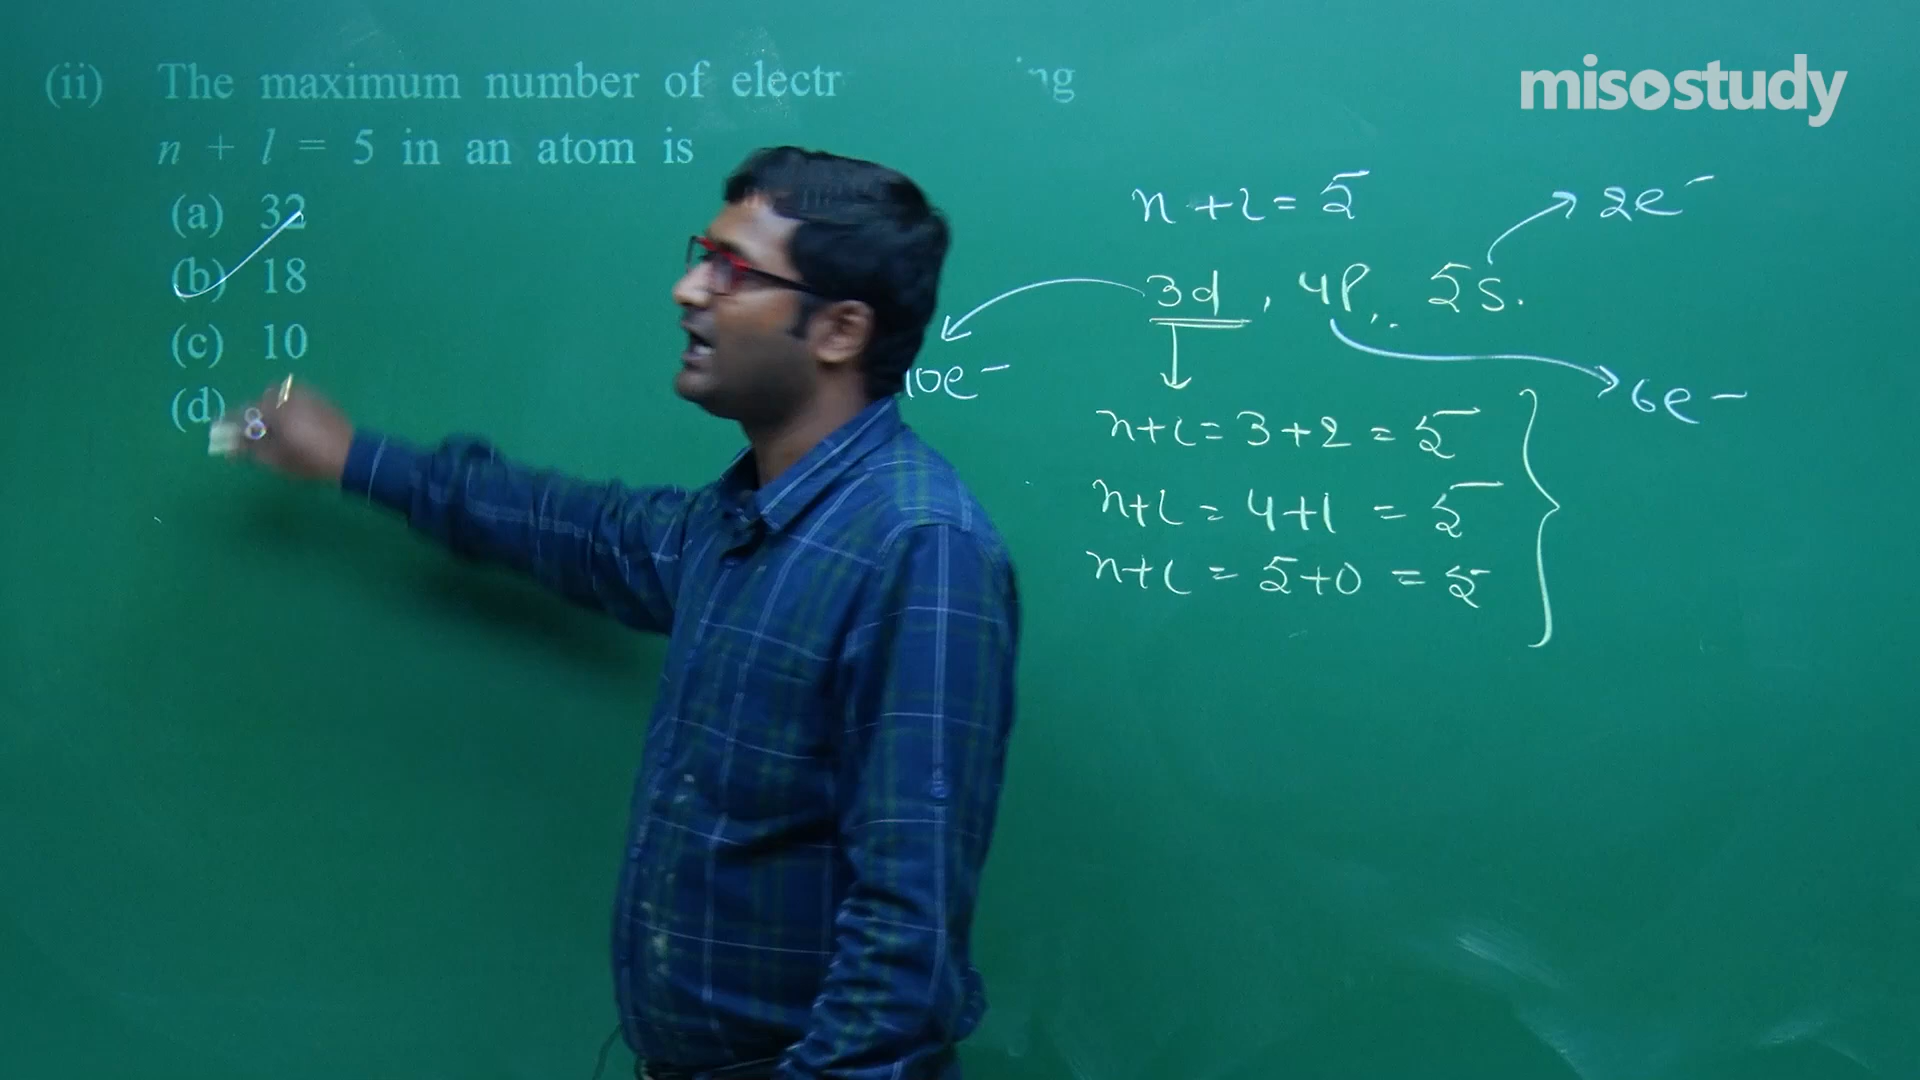 (ii) The maximum number of electr ng
n + l = 5 in an atom is
(a) 32
(b) 18
(c) 10
(d) 8
misostudy
n + l = 5
2e⁻
3d, 4p, 5s.
10e⁻
6e⁻
n+l = 3+2 = 5
n+l = 4+1 = 5
n+l = 5+0 = 5